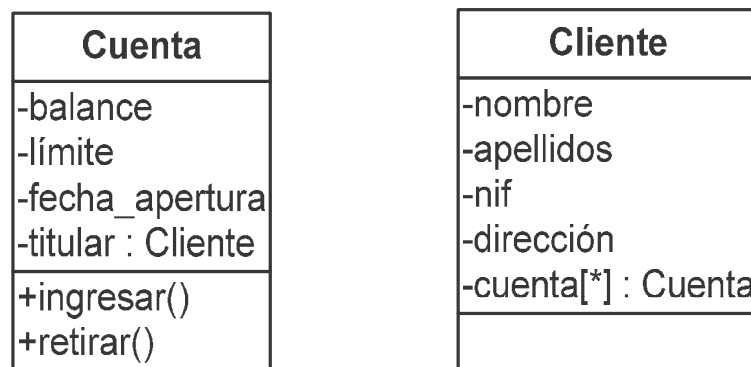 Cuenta
-balance
-límite
-fecha_apertura
-titular : Cliente
+ingresar()
+retirar()
Cliente
-nombre
-apellidos
-nif
-dirección
-cuenta[*] : Cuenta